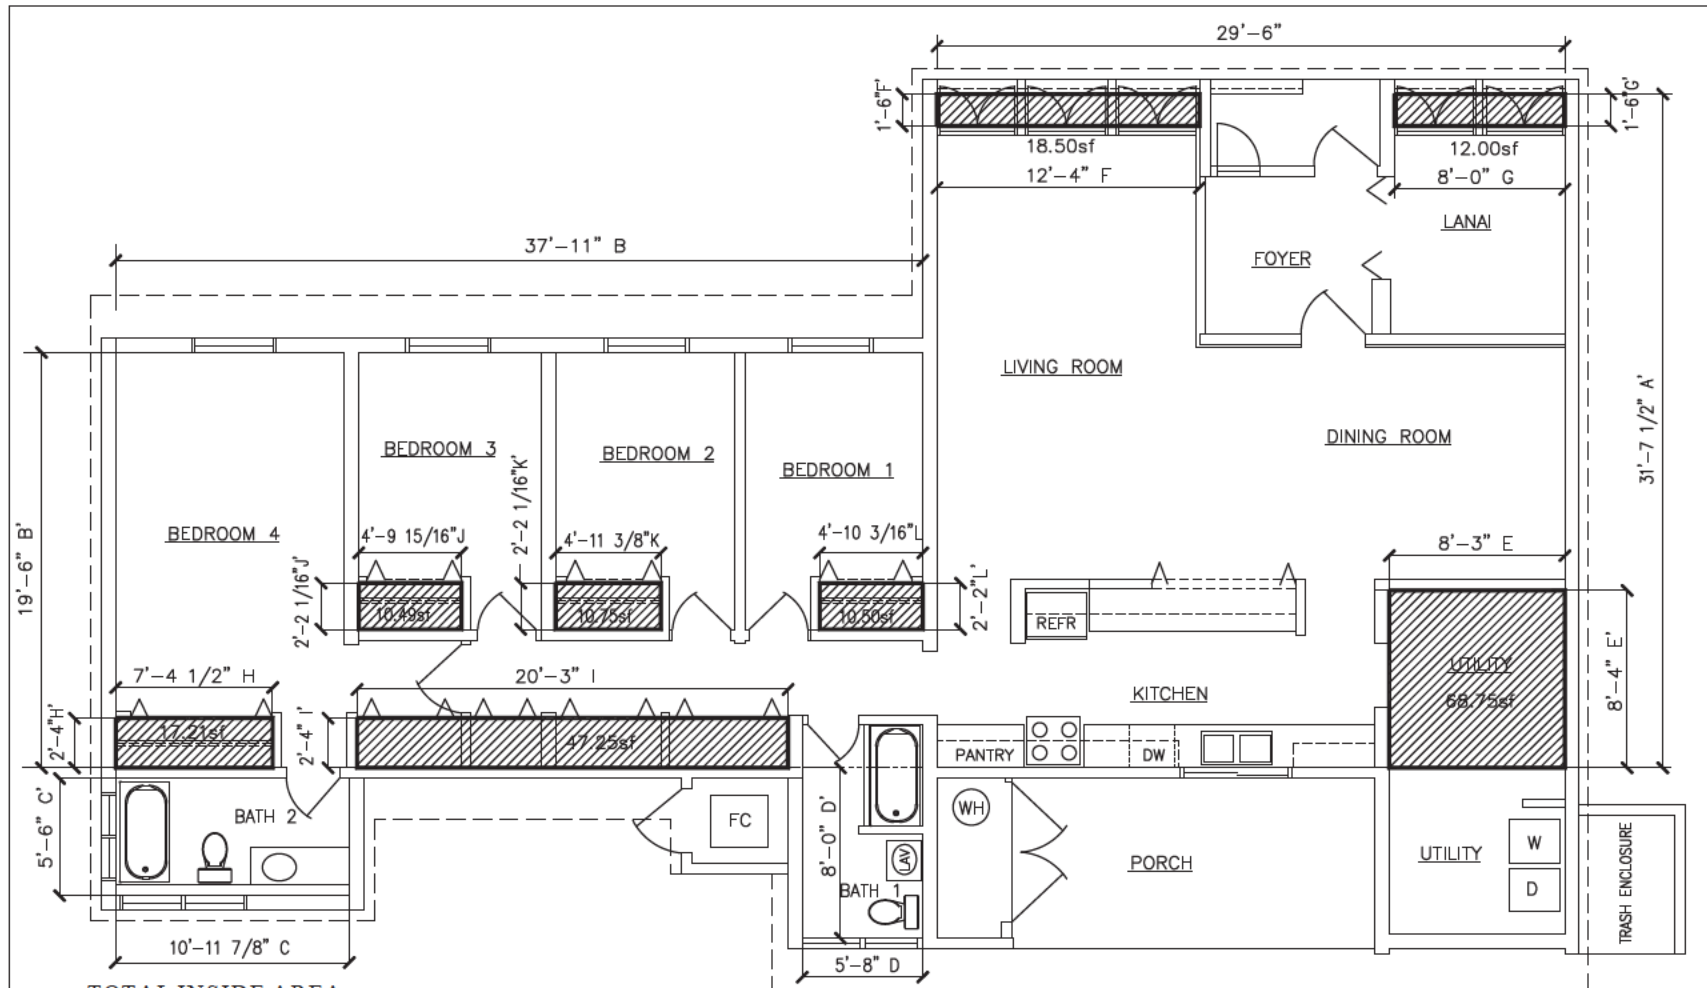 29'-6"
1'-6"F'
1'-6"G'
18.50sf
12.00sf
12'-4" F
8'-0" G
LANAI
37'-11" B
FOYER
LIVING ROOM
31'-7 1/2" A'
DINING ROOM
BEDROOM 3
BEDROOM 2
BEDROOM 1
2'-2 1/16"K'
BEDROOM 4
19'-6" B'
4'-9 15/16"J
4'-11 3/8"K
4'-10 3/16"L
8'-3" E
2'-2 1/16"J'
10.49sf
10.75sf
10.50sf
2'-2"L'
REFR
8'-4" E'
UTILITY
68.75sf
7'-4 1/2" H
20'-3" I
KITCHEN
2'-4"H'
17.21sf
2'-4" I'
47.25sf
PANTRY
DW
5'-6" C'
BATH 2
FC
8'-0" D'
WH
LAV
PORCH
UTILITY
W
D
TRASH ENCLOSURE
BATH 1
10'-11 7/8" C
5'-8" D
TOTAL INSIDE AREA